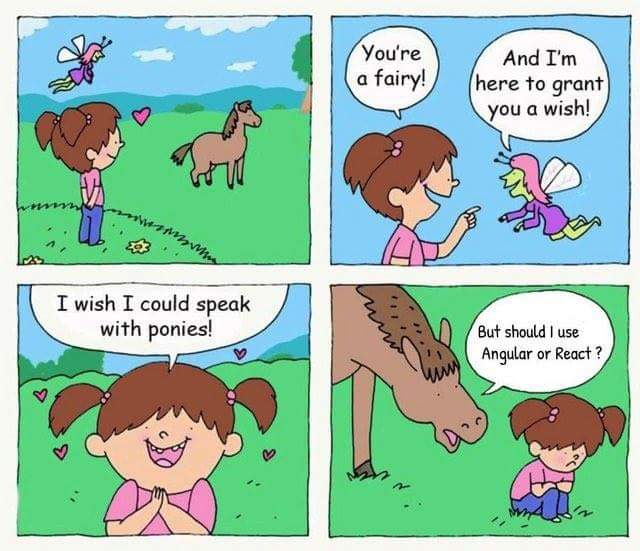 You're
a fairy!
And I'm
here to grant
you a wish!
I wish I could speak
with ponies!
But should I use
Angular or React ?